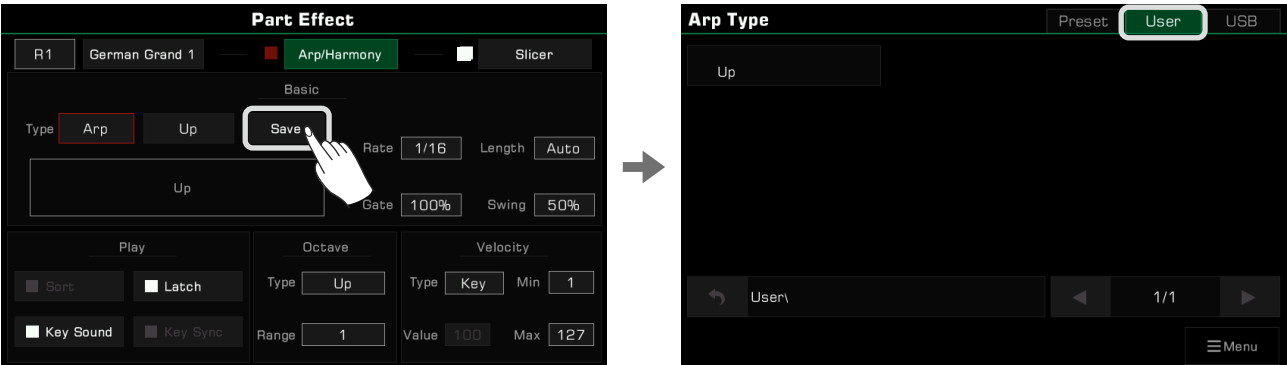 Part Effect
R1 German Grand 1 Arp/Harmony Slicer
Basic
Type Arp Up Save
Rate 1/16 Length Auto
Up
Gate 100% Swing 50%
Play
Sort Latch
Key Sound Key Sync
Octave
Type Up
Range 1
Velocity
Type Key Min 1
Value 100 Max 127
Arp Type Preset User USB
Up
User\ 1/1
Menu